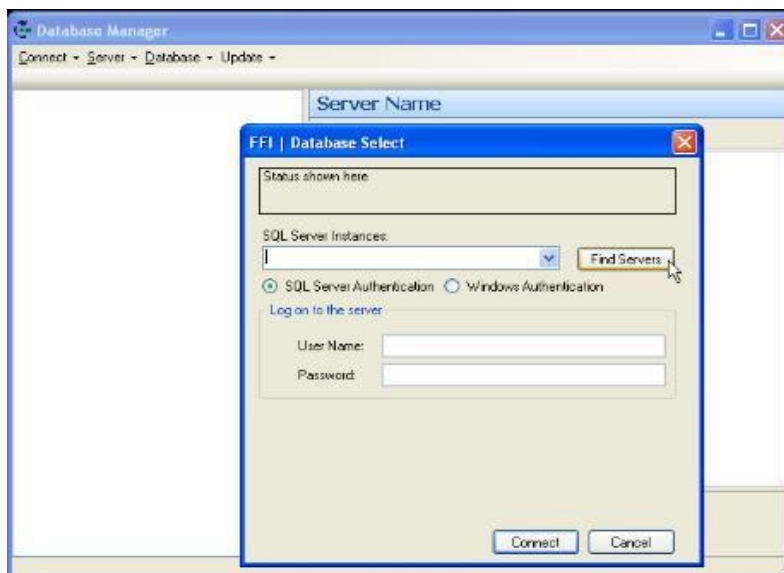 Database Manager
Connect Server Database Update
Server Name
FFI | Database Select
Status shown here
SQL Server Instances:
Find Servers
SQL Server Authentication Windows Authentication
Log on to the server
User Name:
Password:
Connect Cancel